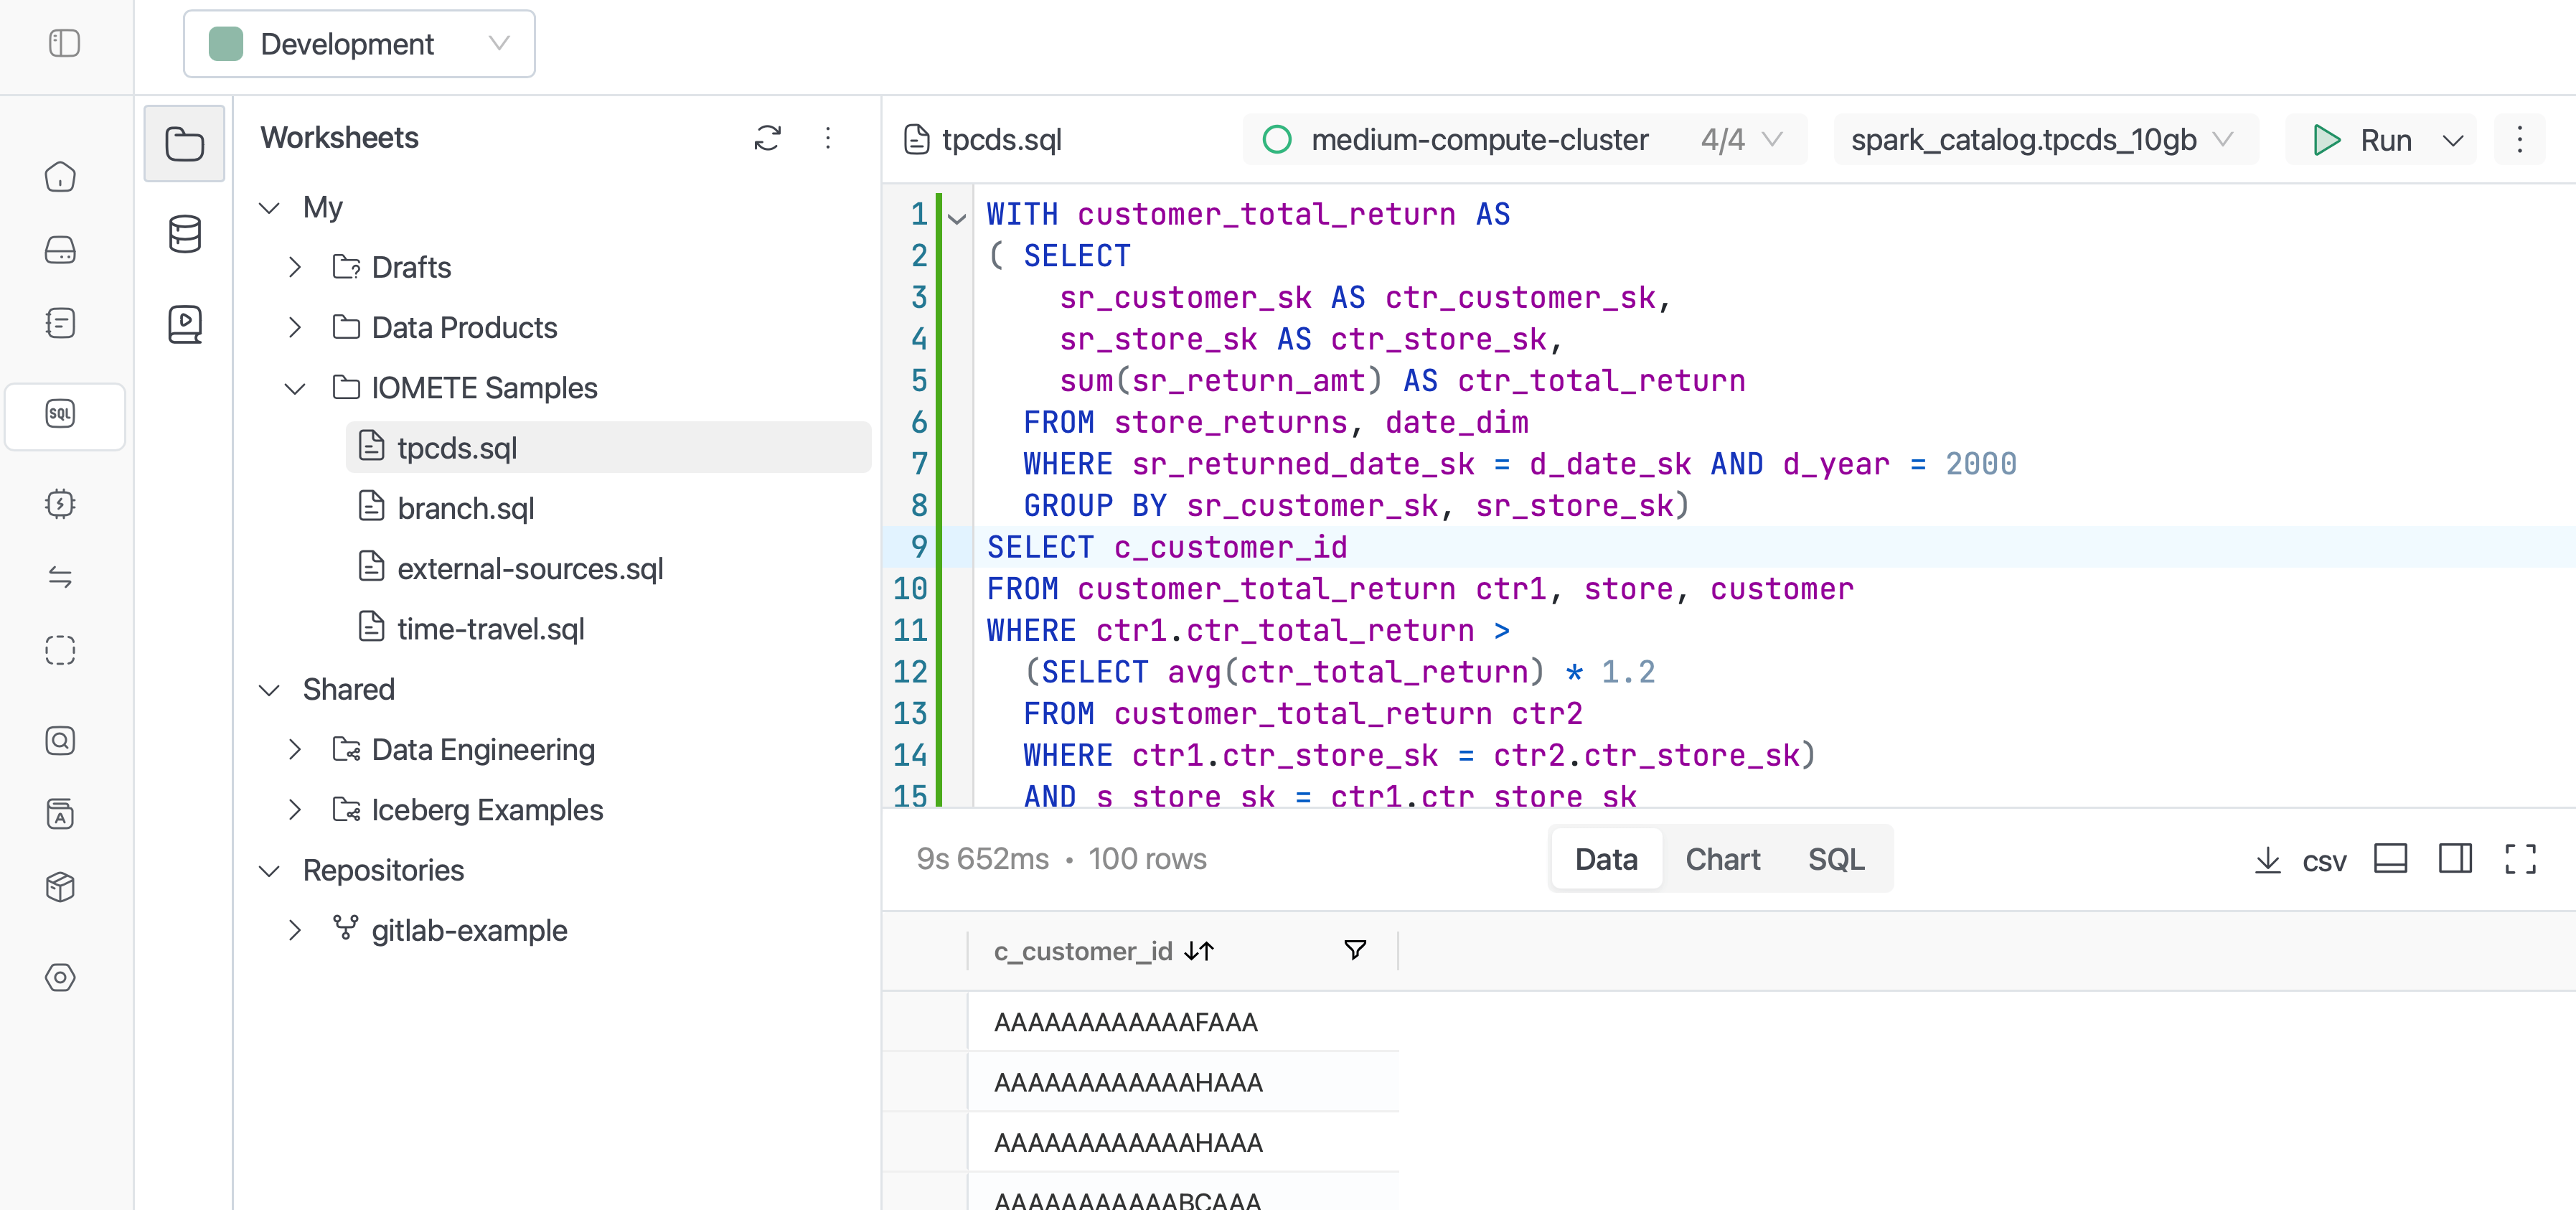 Development
Worksheets
My
Drafts
Data Products
IOMETE Samples
tpcds.sql
branch.sql
external-sources.sql
time-travel.sql
Shared
Data Engineering
Iceberg Examples
Repositories
gitlab-example
SQL
tpcds.sql
medium-compute-cluster 4/4
spark_catalog.tpcds_10gb
Run
1 WITH customer_total_return AS
2 ( SELECT
3 sr_customer_sk AS ctr_customer_sk,
4 sr_store_sk AS ctr_store_sk,
5 sum(sr_return_amt) AS ctr_total_return
6 FROM store_returns, date_dim
7 WHERE sr_returned_date_sk = d_date_sk AND d_year = 2000
8 GROUP BY sr_customer_sk, sr_store_sk)
9 SELECT c_customer_id
10 FROM customer_total_return ctr1, store, customer
11 WHERE ctr1.ctr_total_return >
12 (SELECT avg(ctr_total_return) * 1.2
13 FROM customer_total_return ctr2
14 WHERE ctr1.ctr_store_sk = ctr2.ctr_store_sk)
15 AND s_store_sk = ctr1.ctr_store_sk
9s 652ms • 100 rows
Data Chart SQL
csv
c_customer_id
AAAAAAAAAAAAFAAA
AAAAAAAAAAAAHAAA
AAAAAAAAAAAAHAAA
AAAAAAAAAAABCAAA